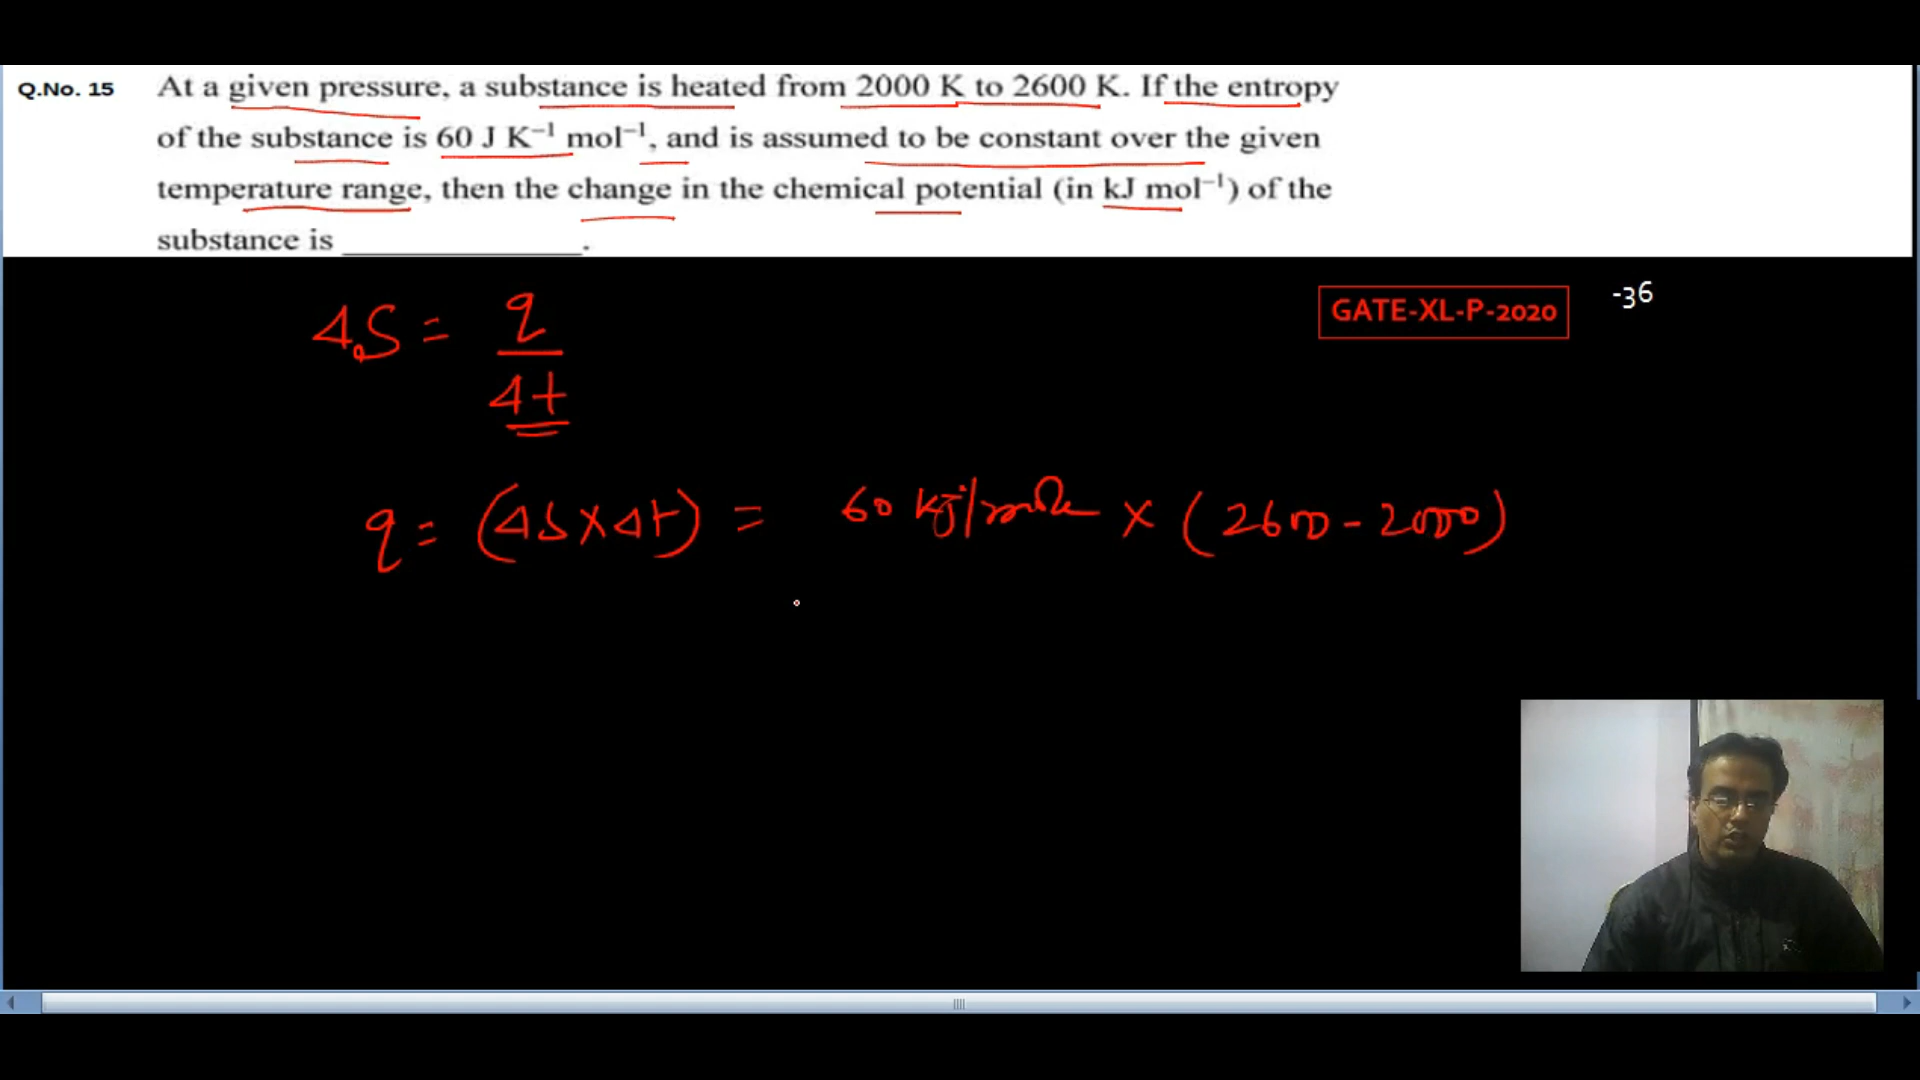 Q.No. 15 At a given pressure, a substance is heated from 2000 K to 2600 K. If the entropy
of the substance is 60 J K⁻¹ mol⁻¹, and is assumed to be constant over the given
temperature range, then the change in the chemical potential (in kJ mol⁻¹) of the
substance is ________________.
GATE-XL-P-2020 -36
ΔS = q
Δt
q = (ΔS×Δt) = 60 kJ/mole × (2600 - 2000)